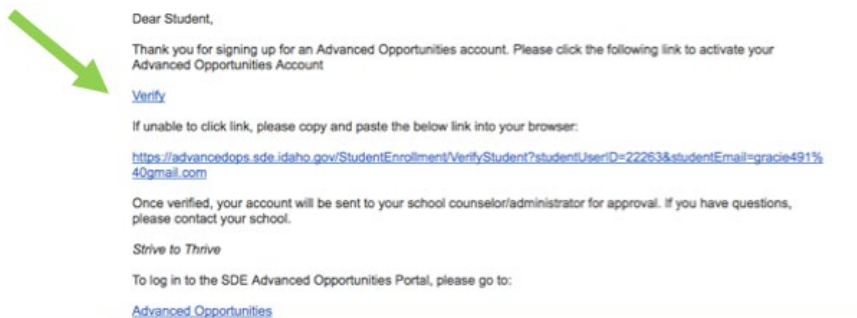 Dear Student,
Thank you for signing up for an Advanced Opportunities account. Please click the following link to activate your
Advanced Opportunities Account
Verify
If unable to click link, please copy and paste the below link into your browser:
https://advancedops.sde.idaho.gov/StudentEnrollment/VerifyStudent?studentUserID=22263&studentEmail=gracie491%
40gmail.com
Once verified, your account will be sent to your school counselor/administrator for approval. If you have questions,
please contact your school.
Strive to Thrive
To log in to the SDE Advanced Opportunities Portal, please go to:
Advanced Opportunities